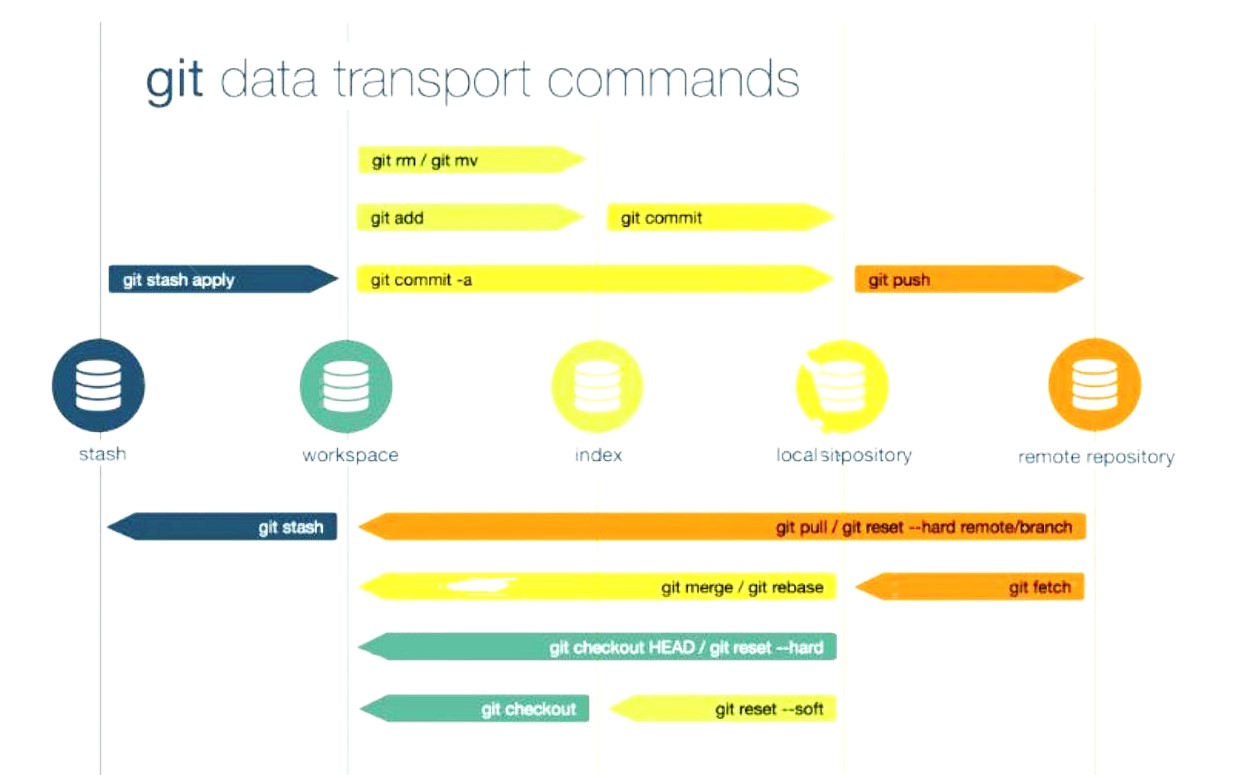 git data transport commands
git rm / git mv
git add
git commit
git stash apply
git commit -a
git push
stash
workspace
index
remote repository
git stash
git pull / git reset --hard remote/branch
git merge / git rebase
git fetch
git checkout HEAD / git reset --hard
git checkout
git reset --soft